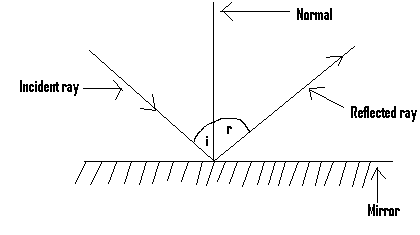 Normal
Incident ray
Reflected ray
i
r
Mirror